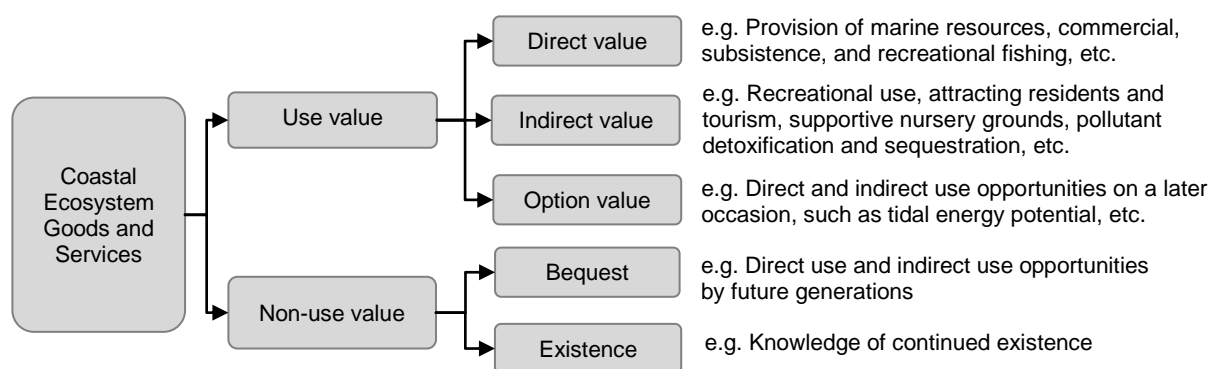 Coastal
Ecosystem
Goods and
Services
Use value
Direct value
e.g. Provision of marine resources, commercial,
subsistence, and recreational fishing, etc.
Indirect value
e.g. Recreational use, attracting residents and
tourism, supportive nursery grounds, pollutant
detoxification and sequestration, etc.
Option value
e.g. Direct and indirect use opportunities on a later
occasion, such as tidal energy potential, etc.
Non-use value
Bequest
e.g. Direct use and indirect use opportunities
by future generations
Existence
e.g. Knowledge of continued existence